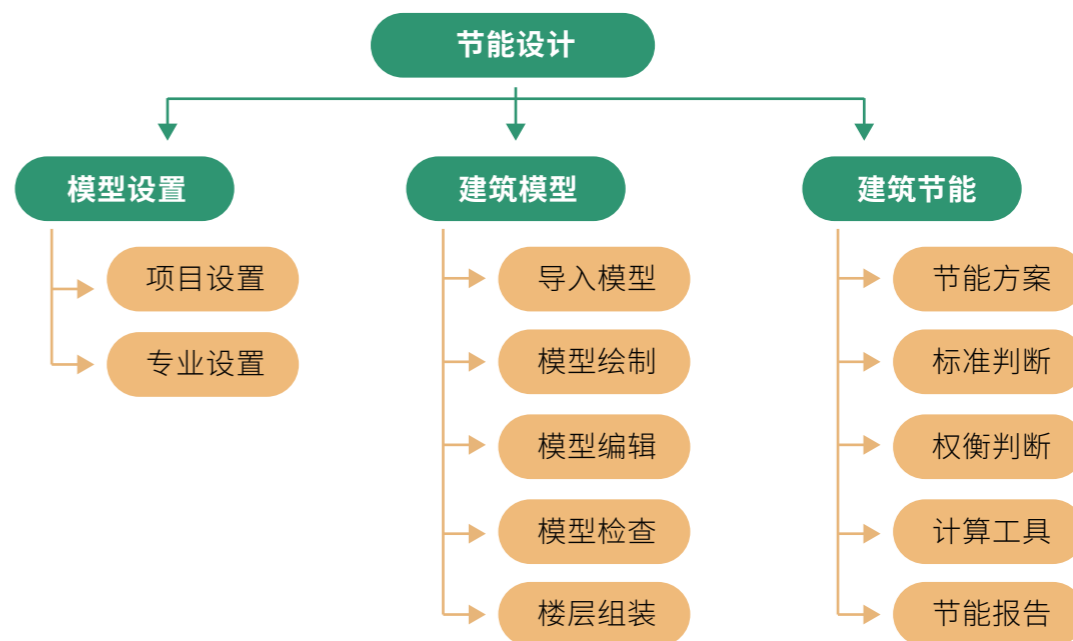 节能设计
模型设置
项目设置
专业设置
建筑模型
导入模型
模型绘制
模型编辑
模型检查
楼层组装
建筑节能
节能方案
标准判断
权衡判断
计算工具
节能报告